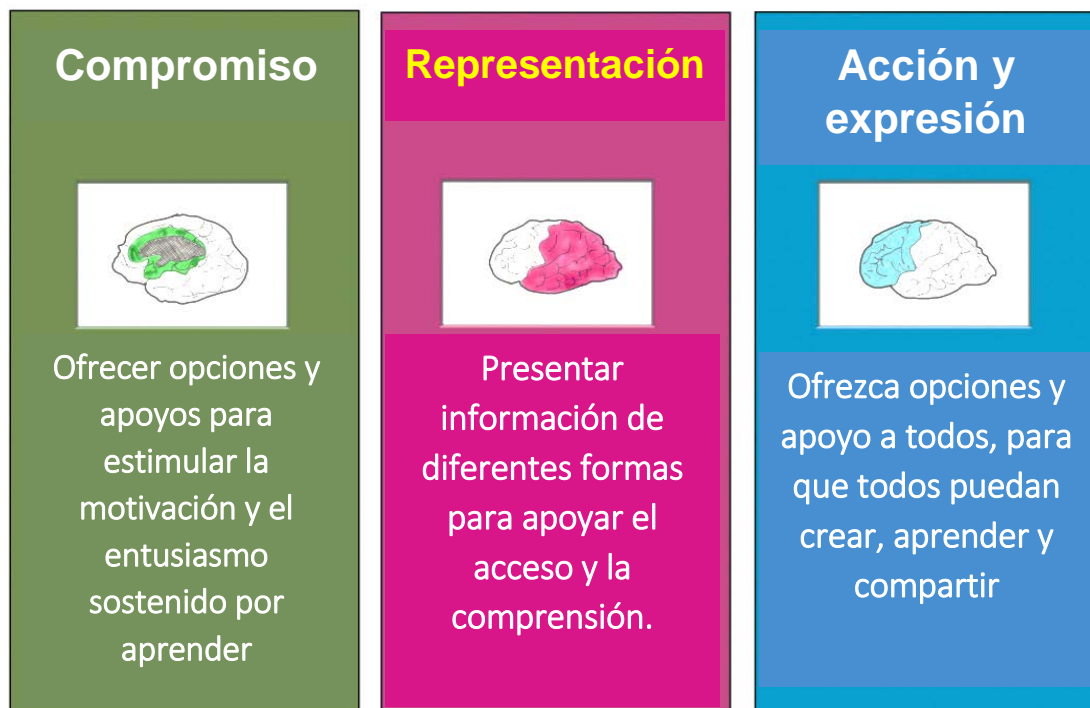 Compromiso
Ofrecer opciones y
apoyos para
estimular la
motivación y el
entusiasmo
sostenido por
aprender
Representación
Presentar
información de
diferentes formas
para apoyar el
acceso y la
comprensión.
Acción y
expresión
Ofrezca opciones y
apoyo a todos, para
que todos puedan
crear, aprender y
compartir